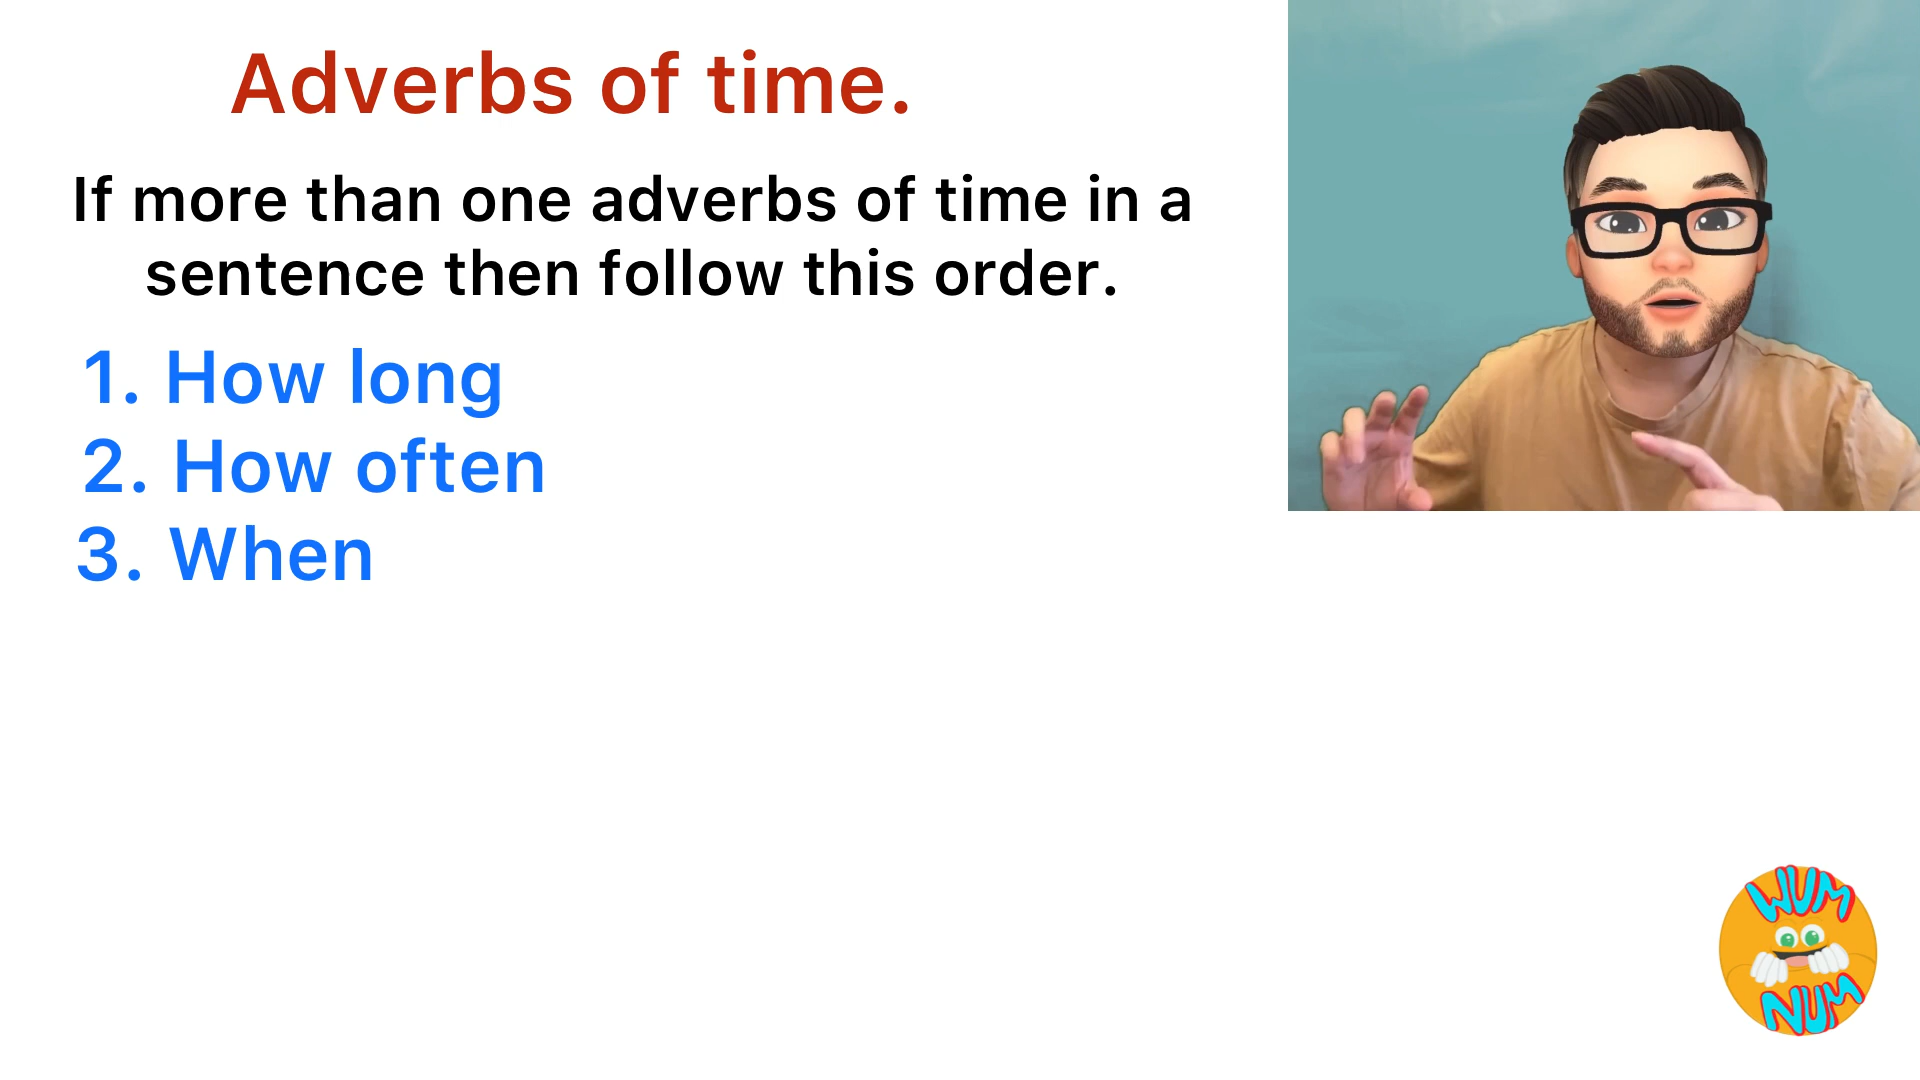 Adverbs of time.
If more than one adverbs of time in a
sentence then follow this order.
1. How long
2. How often
3. When
WUM
NUM